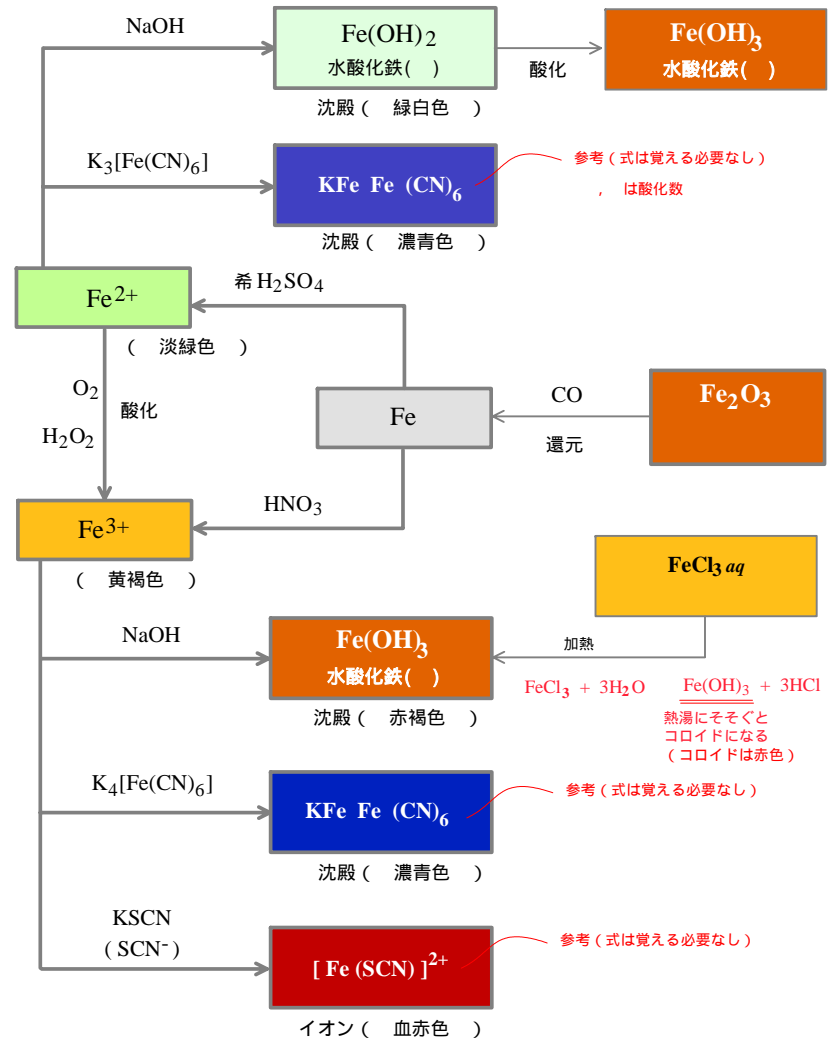 NaOH
Fe(OH)2
水酸化鉄(　)
酸化
Fe(OH)3
水酸化鉄(　)
沈殿(　緑白色　)
K3[Fe(CN)6]
KFe Fe (CN)6
参考(式は覚える必要なし)
,　は酸化数
沈殿(　濃青色　)
Fe2+
希H2SO4
(　淡緑色　)
O2
H2O2
酸化
Fe
CO
還元
Fe2O3
HNO3
Fe3+
(　黄褐色　)
FeCl3 aq
NaOH
Fe(OH)3
水酸化鉄(　)
加熱
沈殿(　赤褐色　)
FeCl3 + 3H2O　Fe(OH)3 + 3HCl
熱湯にそそぐと
コロイドになる
(コロイドは赤色)
K4[Fe(CN)6]
KFe Fe (CN)6
参考(式は覚える必要なし)
沈殿(　濃青色　)
KSCN
(SCN-)
[Fe(SCN)]2+
参考(式は覚える必要なし)
イオン(　血赤色　)